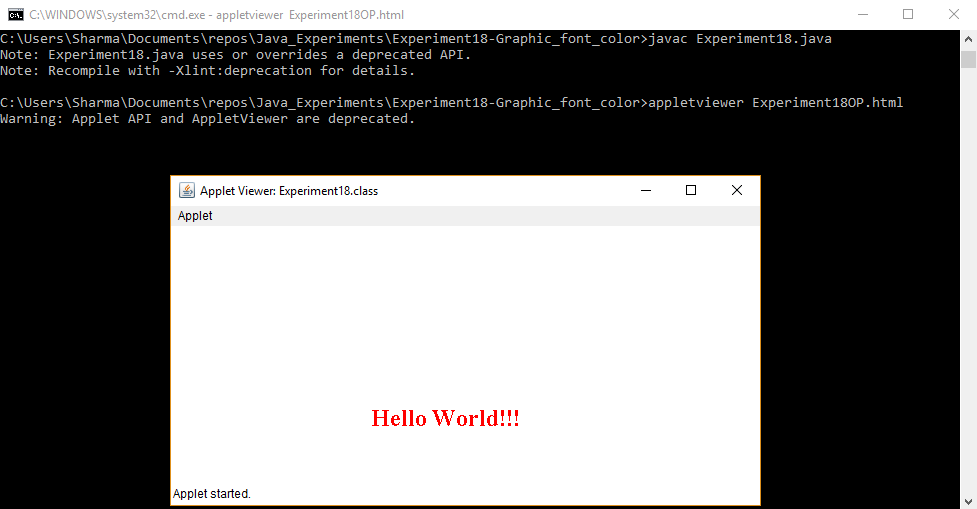 C:\WINDOWS\system32\cmd.exe - appletviewer Experiment18OP.html
C:\Users\Sharma\Documents\repos\Java_Experiments\Experiment18-Graphic_font_color>javac Experiment18.java
Note: Experiment18.java uses or overrides a deprecated API.
Note: Recompile with -Xlint:deprecation for details.
C:\Users\Sharma\Documents\repos\Java_Experiments\Experiment18-Graphic_font_color>appletviewer Experiment18OP.html
Warning: Applet API and AppletViewer are deprecated.
Applet Viewer: Experiment18.class
Applet
Hello World!!!
Applet started.